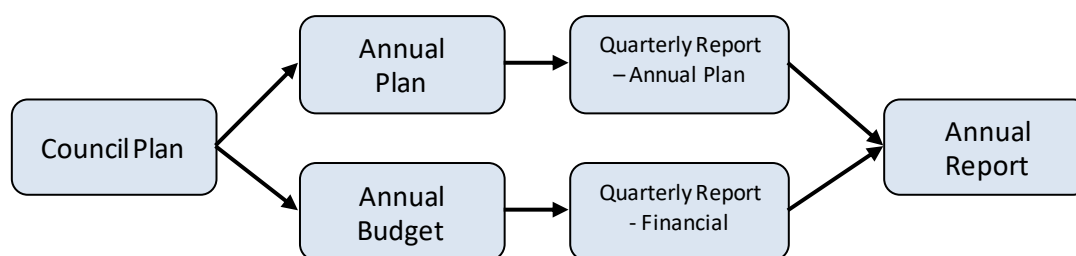 Council Plan
Annual
Plan
Quarterly Report
– Annual Plan
Annual
Budget
Quarterly Report
- Financial
Annual
Report